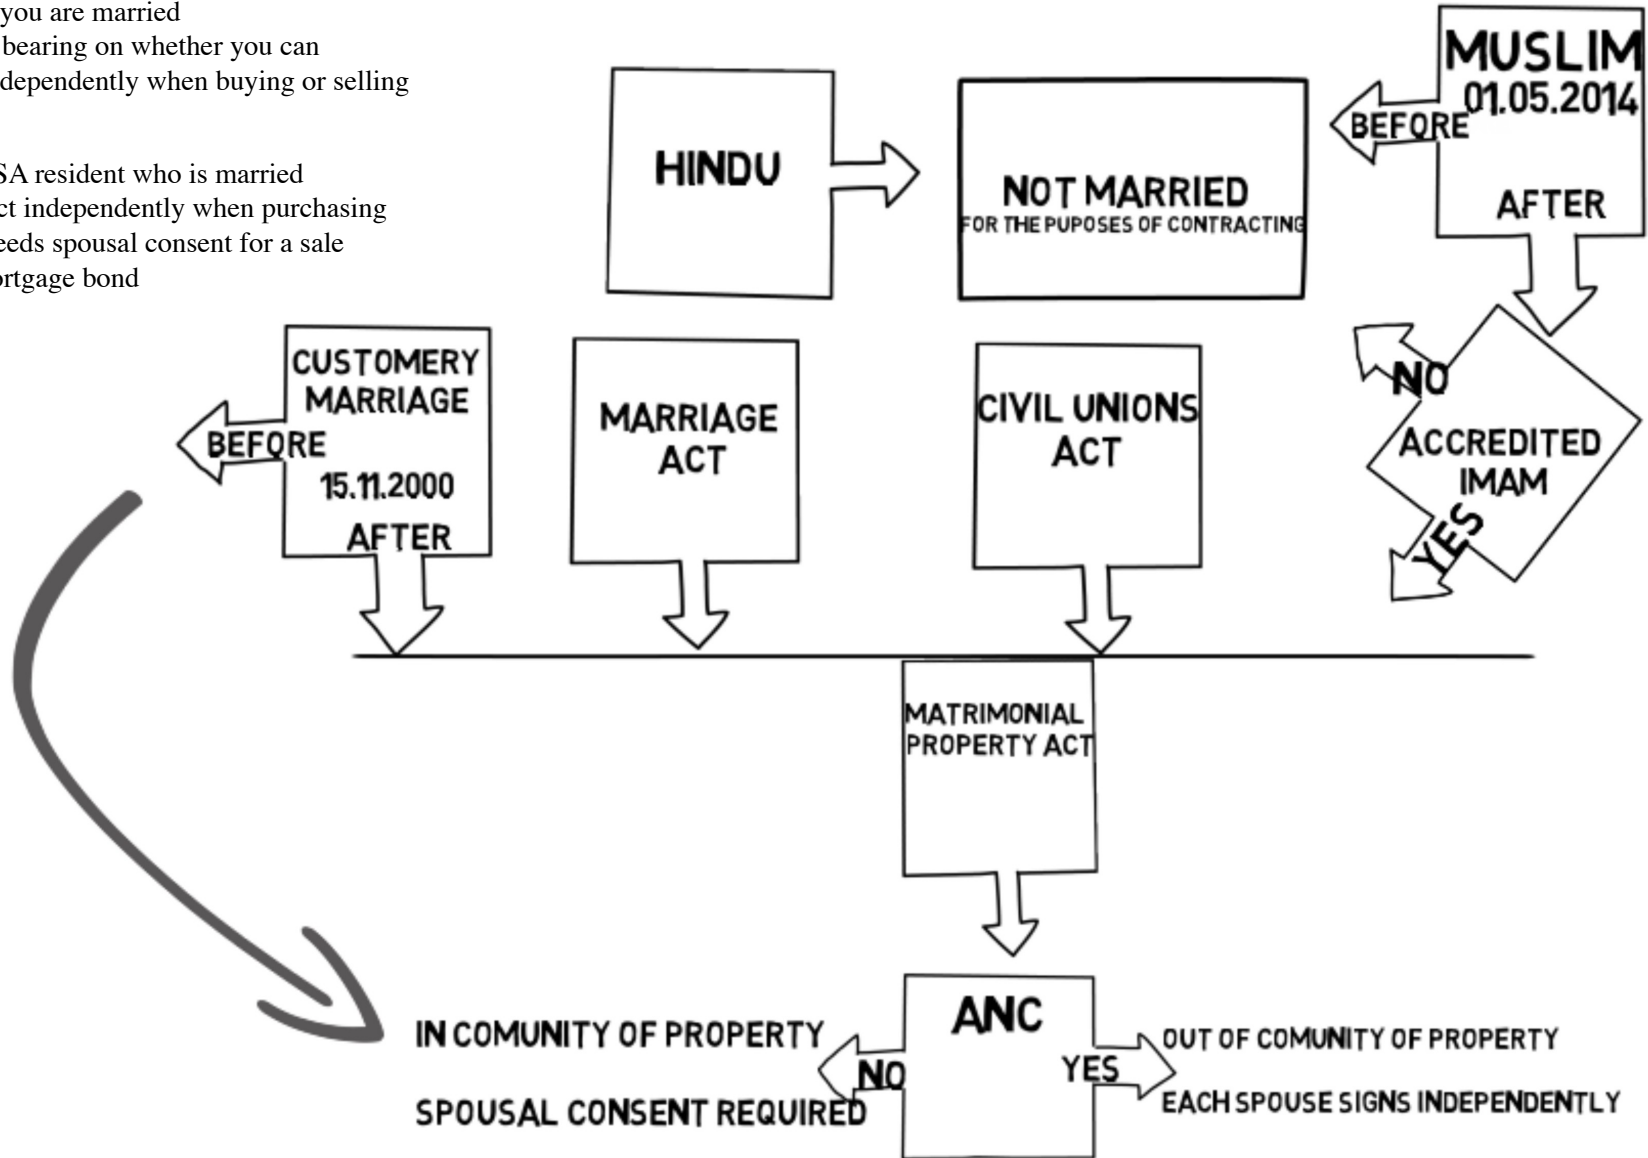 you are married
bearing on whether you can
dependently when buying or selling
SA resident who is married
ct independently when purchasing
eeds spousal consent for a sale
ortgage bond
HINDU
NOT MARRIED
FOR THE PUPOSES OF CONTRACTING
MUSLIM
01.05.2014
BEFORE
AFTER
NO
ACCREDITED
IMAM
YES
CUSTOMERY
MARRIAGE
BEFORE
15.11.2000
AFTER
MARRIAGE
ACT
CIVIL UNIONS
ACT
MATRIMONIAL
PROPERTY ACT
ANC
NO
YES
IN COMUNITY OF PROPERTY
SPOUSAL CONSENT REQUIRED
OUT OF COMUNITY OF PROPERTY
EACH SPOUSE SIGNS INDEPENDENTLY